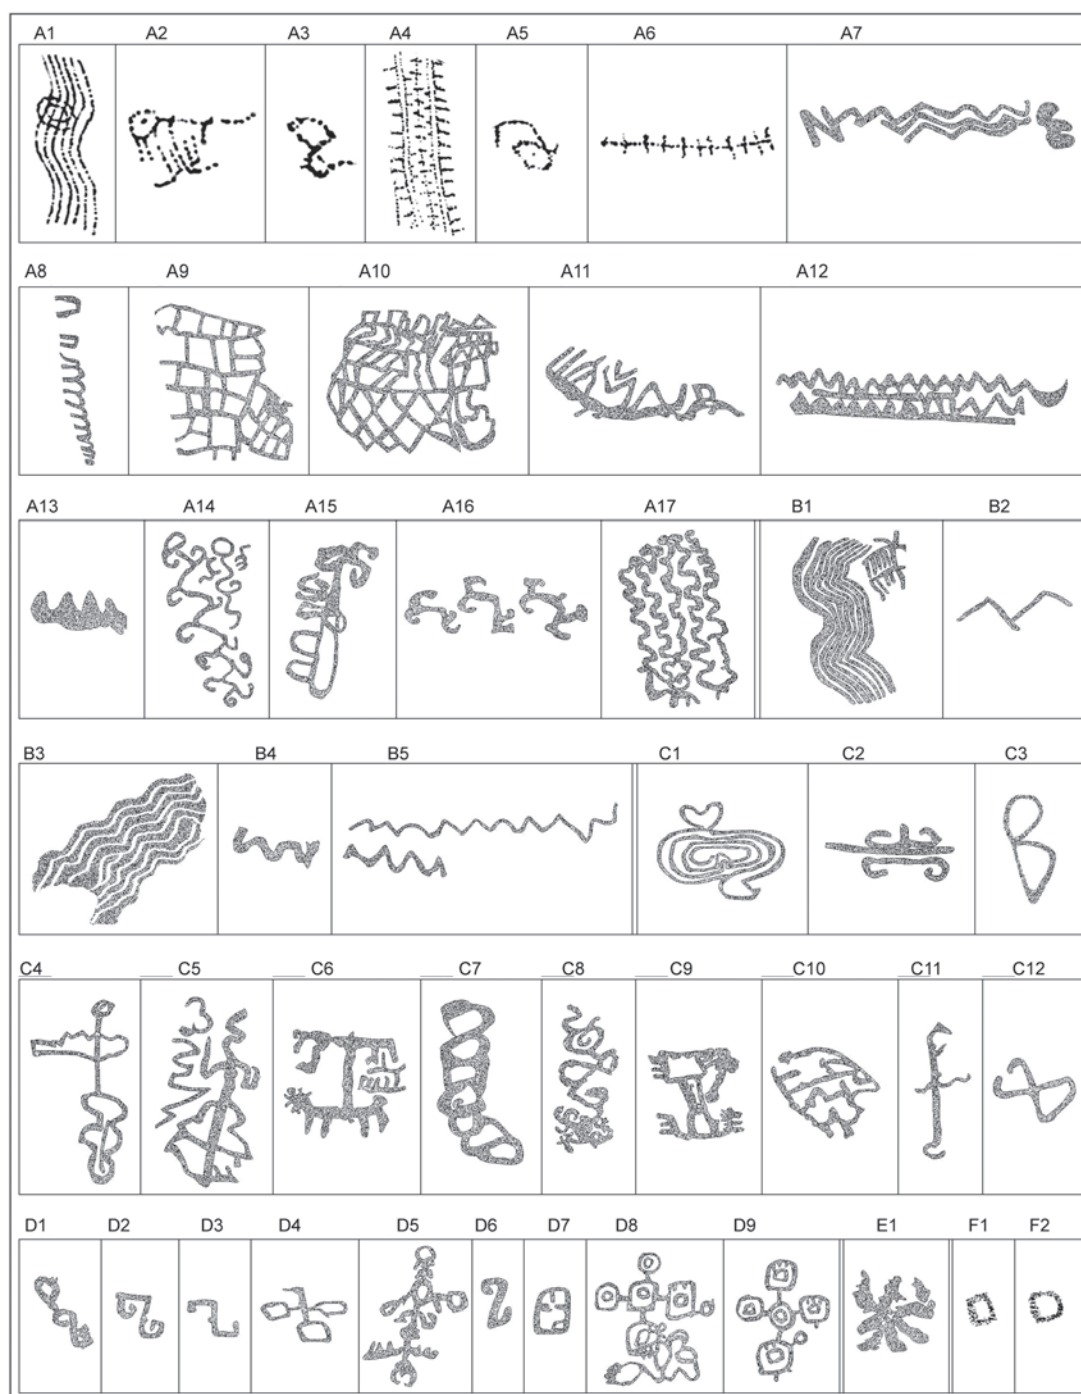 A1 A2 A3 A4 A5 A6 A7
A8 A9 A10 A11 A12
A13 A14 A15 A16 A17 B1 B2
B3 B4 B5 C1 C2 C3
C4 C5 C6 C7 C8 C9 C10 C11 C12
D1 D2 D3 D4 D5 D6 D7 D8 D9 E1 F1 F2